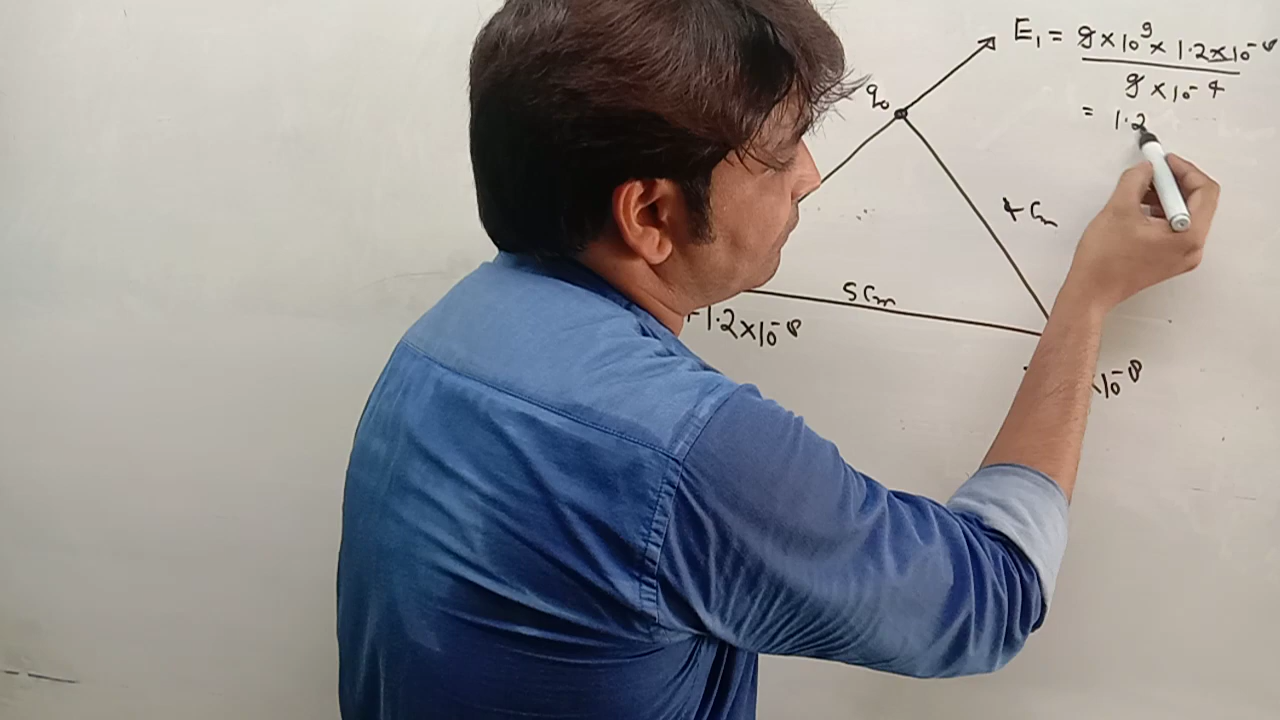 E₁ = 9×10⁹ × 1.2×10⁻⁸
9 × 10⁻⁴
= 1.2
q₀
4 Cm
5 Cm
+1.2×10⁻⁸
×10⁻⁸